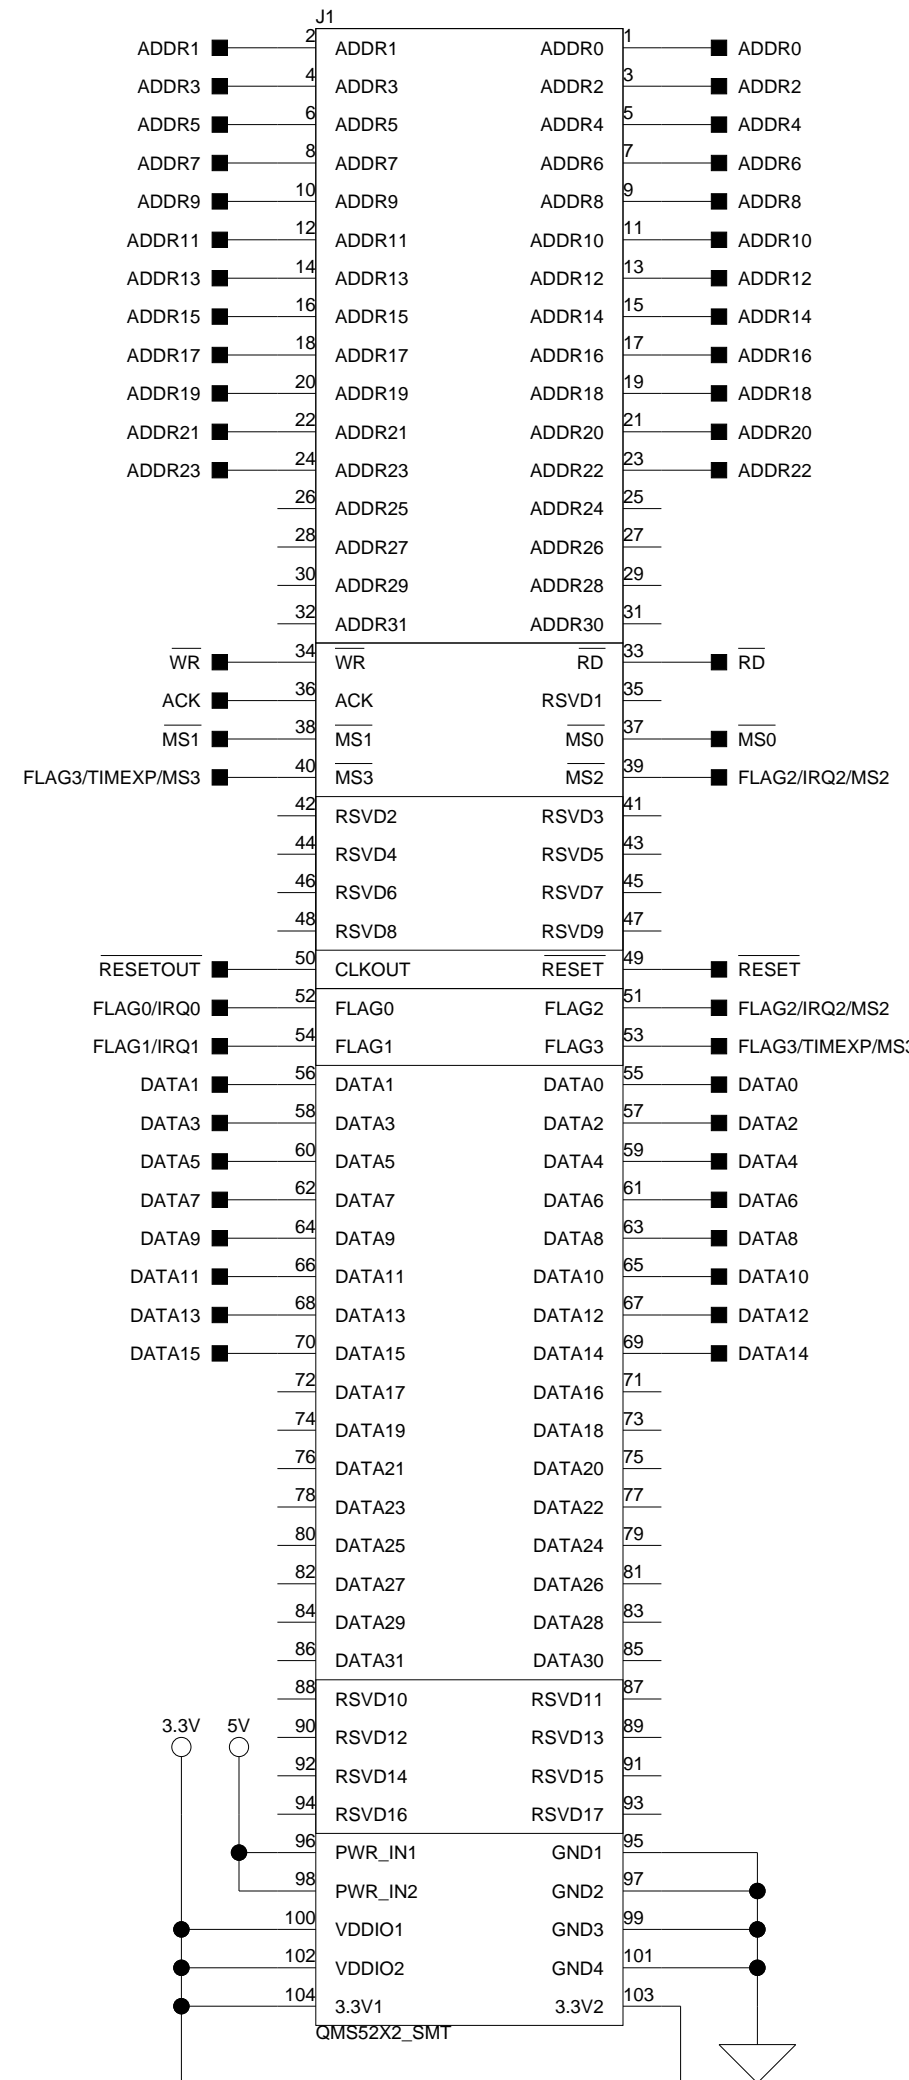 J1
ADDR1 2 ADDR1 ADDR0 1 ADDR0
ADDR3 4 ADDR3 ADDR2 3 ADDR2
ADDR5 6 ADDR5 ADDR4 5 ADDR4
ADDR7 8 ADDR7 ADDR6 7 ADDR6
ADDR9 10 ADDR9 ADDR8 9 ADDR8
ADDR11 12 ADDR11 ADDR10 11 ADDR10
ADDR13 14 ADDR13 ADDR12 13 ADDR12
ADDR15 16 ADDR15 ADDR14 15 ADDR14
ADDR17 18 ADDR17 ADDR16 17 ADDR16
ADDR19 20 ADDR19 ADDR18 19 ADDR18
ADDR21 22 ADDR21 ADDR20 21 ADDR20
ADDR23 24 ADDR23 ADDR22 23 ADDR22
26 ADDR25 ADDR24 25
28 ADDR27 ADDR26 27
30 ADDR29 ADDR28 29
32 ADDR31 ADDR30 31
WR 34 WR RD 33 RD
ACK 36 ACK RSVD1 35
MS1 38 MS1 MS0 37 MS0
FLAG3/TIMEXP/MS3 40 MS3 MS2 39 FLAG2/IRQ2/MS2
42 RSVD2 RSVD3 41
44 RSVD4 RSVD5 43
46 RSVD6 RSVD7 45
48 RSVD8 RSVD9 47
RESETOUT 50 CLKOUT RESET 49 RESET
FLAG0/IRQ0 52 FLAG0 FLAG2 51 FLAG2/IRQ2/MS2
FLAG1/IRQ1 54 FLAG1 FLAG3 53 FLAG3/TIMEXP/MS3
DATA1 56 DATA1 DATA0 55 DATA0
DATA3 58 DATA3 DATA2 57 DATA2
DATA5 60 DATA5 DATA4 59 DATA4
DATA7 62 DATA7 DATA6 61 DATA6
DATA9 64 DATA9 DATA8 63 DATA8
DATA11 66 DATA11 DATA10 65 DATA10
DATA13 68 DATA13 DATA12 67 DATA12
DATA15 70 DATA15 DATA14 69 DATA14
72 DATA17 DATA16 71
74 DATA19 DATA18 73
76 DATA21 DATA20 75
78 DATA23 DATA22 77
80 DATA25 DATA24 79
82 DATA27 DATA26 81
84 DATA29 DATA28 83
86 DATA31 DATA30 85
88 RSVD10 RSVD11 87
3.3V 5V 90 RSVD12 RSVD13 89
92 RSVD14 RSVD15 91
94 RSVD16 RSVD17 93
96 PWR_IN1 GND1 95
98 PWR_IN2 GND2 97
100 VDDIO1 GND3 99
102 VDDIO2 GND4 101
104 3.3V1 3.3V2 103
QMS52X2_SMT